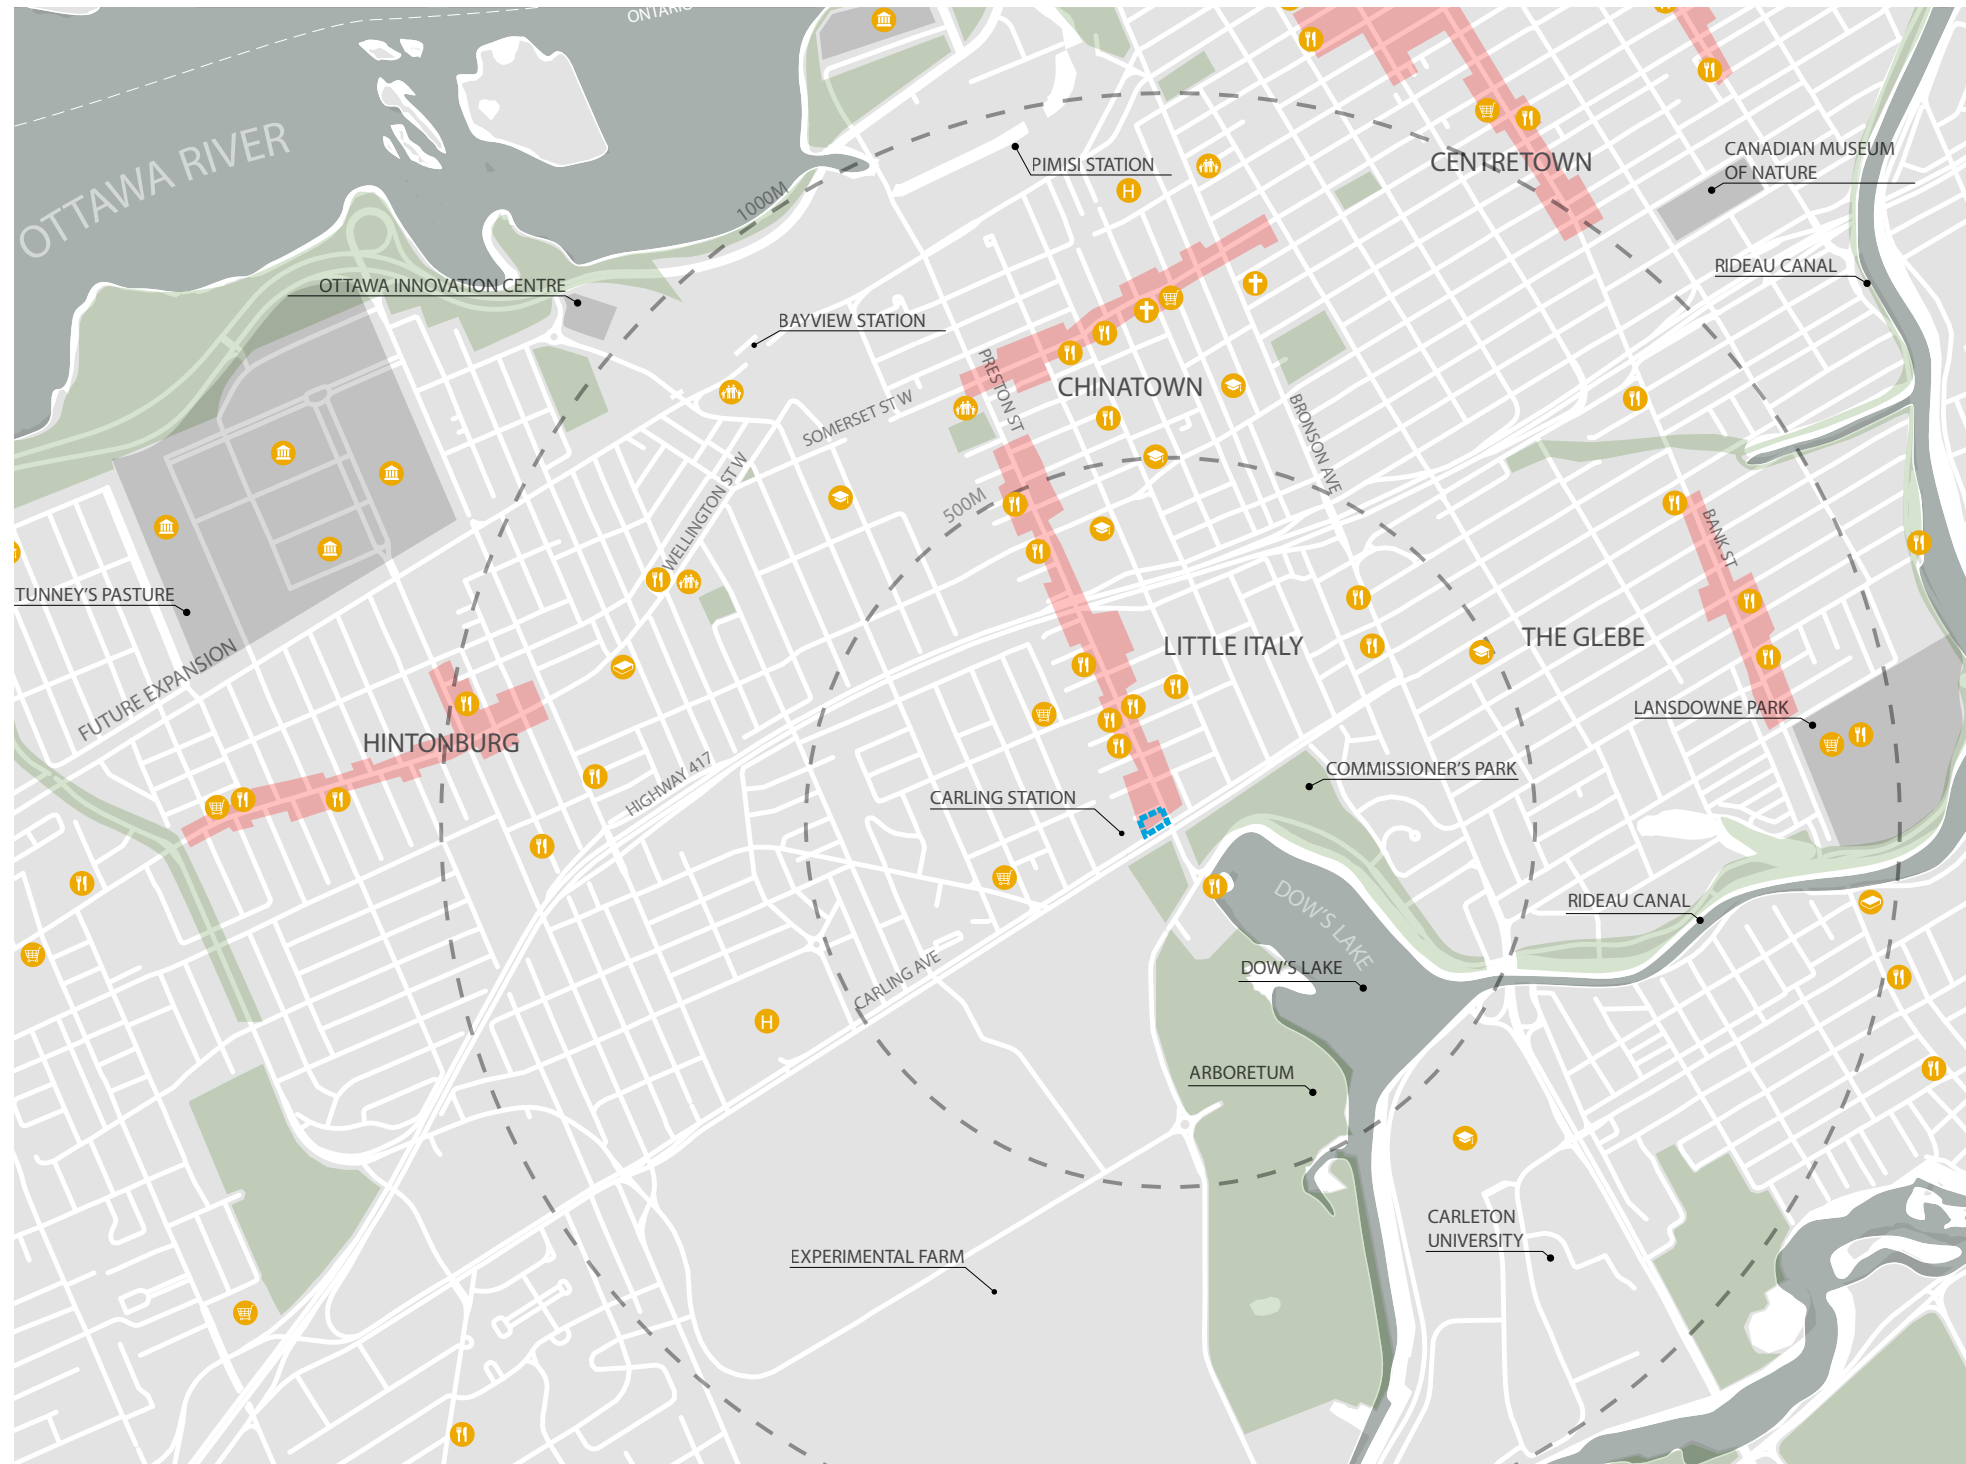 ONTARIO
OTTAWA RIVER
PIMISI STATION
CENTRETOWN
CANADIAN MUSEUM
OF NATURE
1000M
RIDEAU CANAL
OTTAWA INNOVATION CENTRE
BAYVIEW STATION
PRESTON ST
CHINATOWN
SOMERSET ST W
BRONSON AVE
WELLINGTON ST W
500M
BANK ST
TUNNEY'S PASTURE
FUTURE EXPANSION
LITTLE ITALY
THE GLEBE
LANSDOWNE PARK
HINTONBURG
HIGHWAY 417
COMMISSIONER'S PARK
CARLING STATION
DOW'S LAKE
RIDEAU CANAL
CARLING AVE
DOW'S LAKE
ARBORETUM
CARLETON
UNIVERSITY
EXPERIMENTAL FARM
H
H